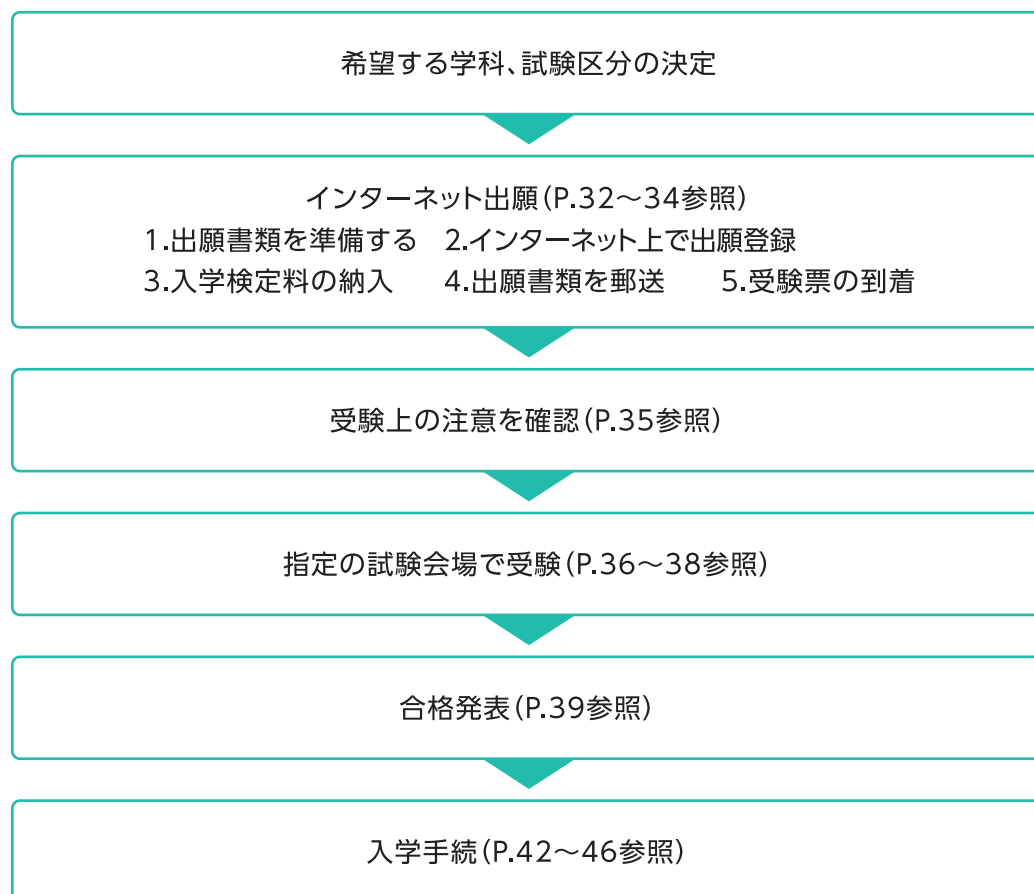 希望する学科、試験区分の決定
インターネット出願(P.32～34参照)
1.出願書類を準備する 2.インターネット上で出願登録
3.入学検定料の納入 4.出願書類を郵送 5.受験票の到着
受験上の注意を確認(P.35参照)
指定の試験会場で受験(P.36～38参照)
合格発表(P.39参照)
入学手続(P.42～46参照)